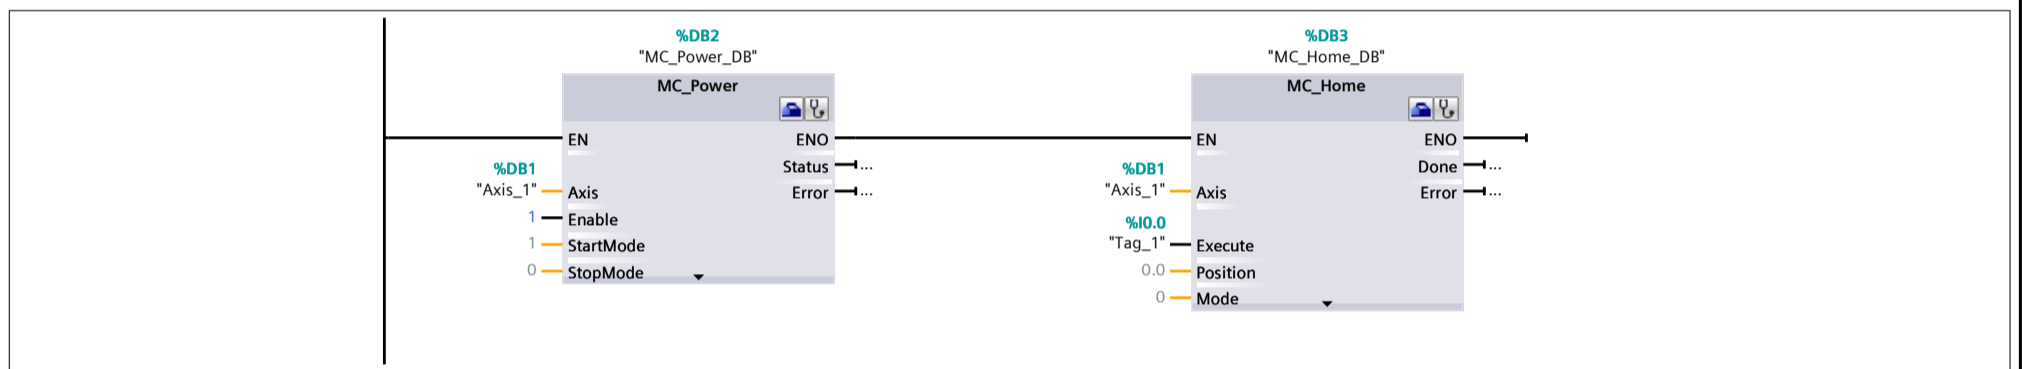 %DB2
"MC_Power_DB"
MC_Power
EN
ENO
Status
...
%DB1
"Axis_1"
Axis
Error
...
1
Enable
1
StartMode
0
StopMode
%DB3
"MC_Home_DB"
MC_Home
EN
ENO
Done
...
%DB1
"Axis_1"
Axis
Error
...
%I0.0
"Tag_1"
Execute
0.0
Position
0
Mode